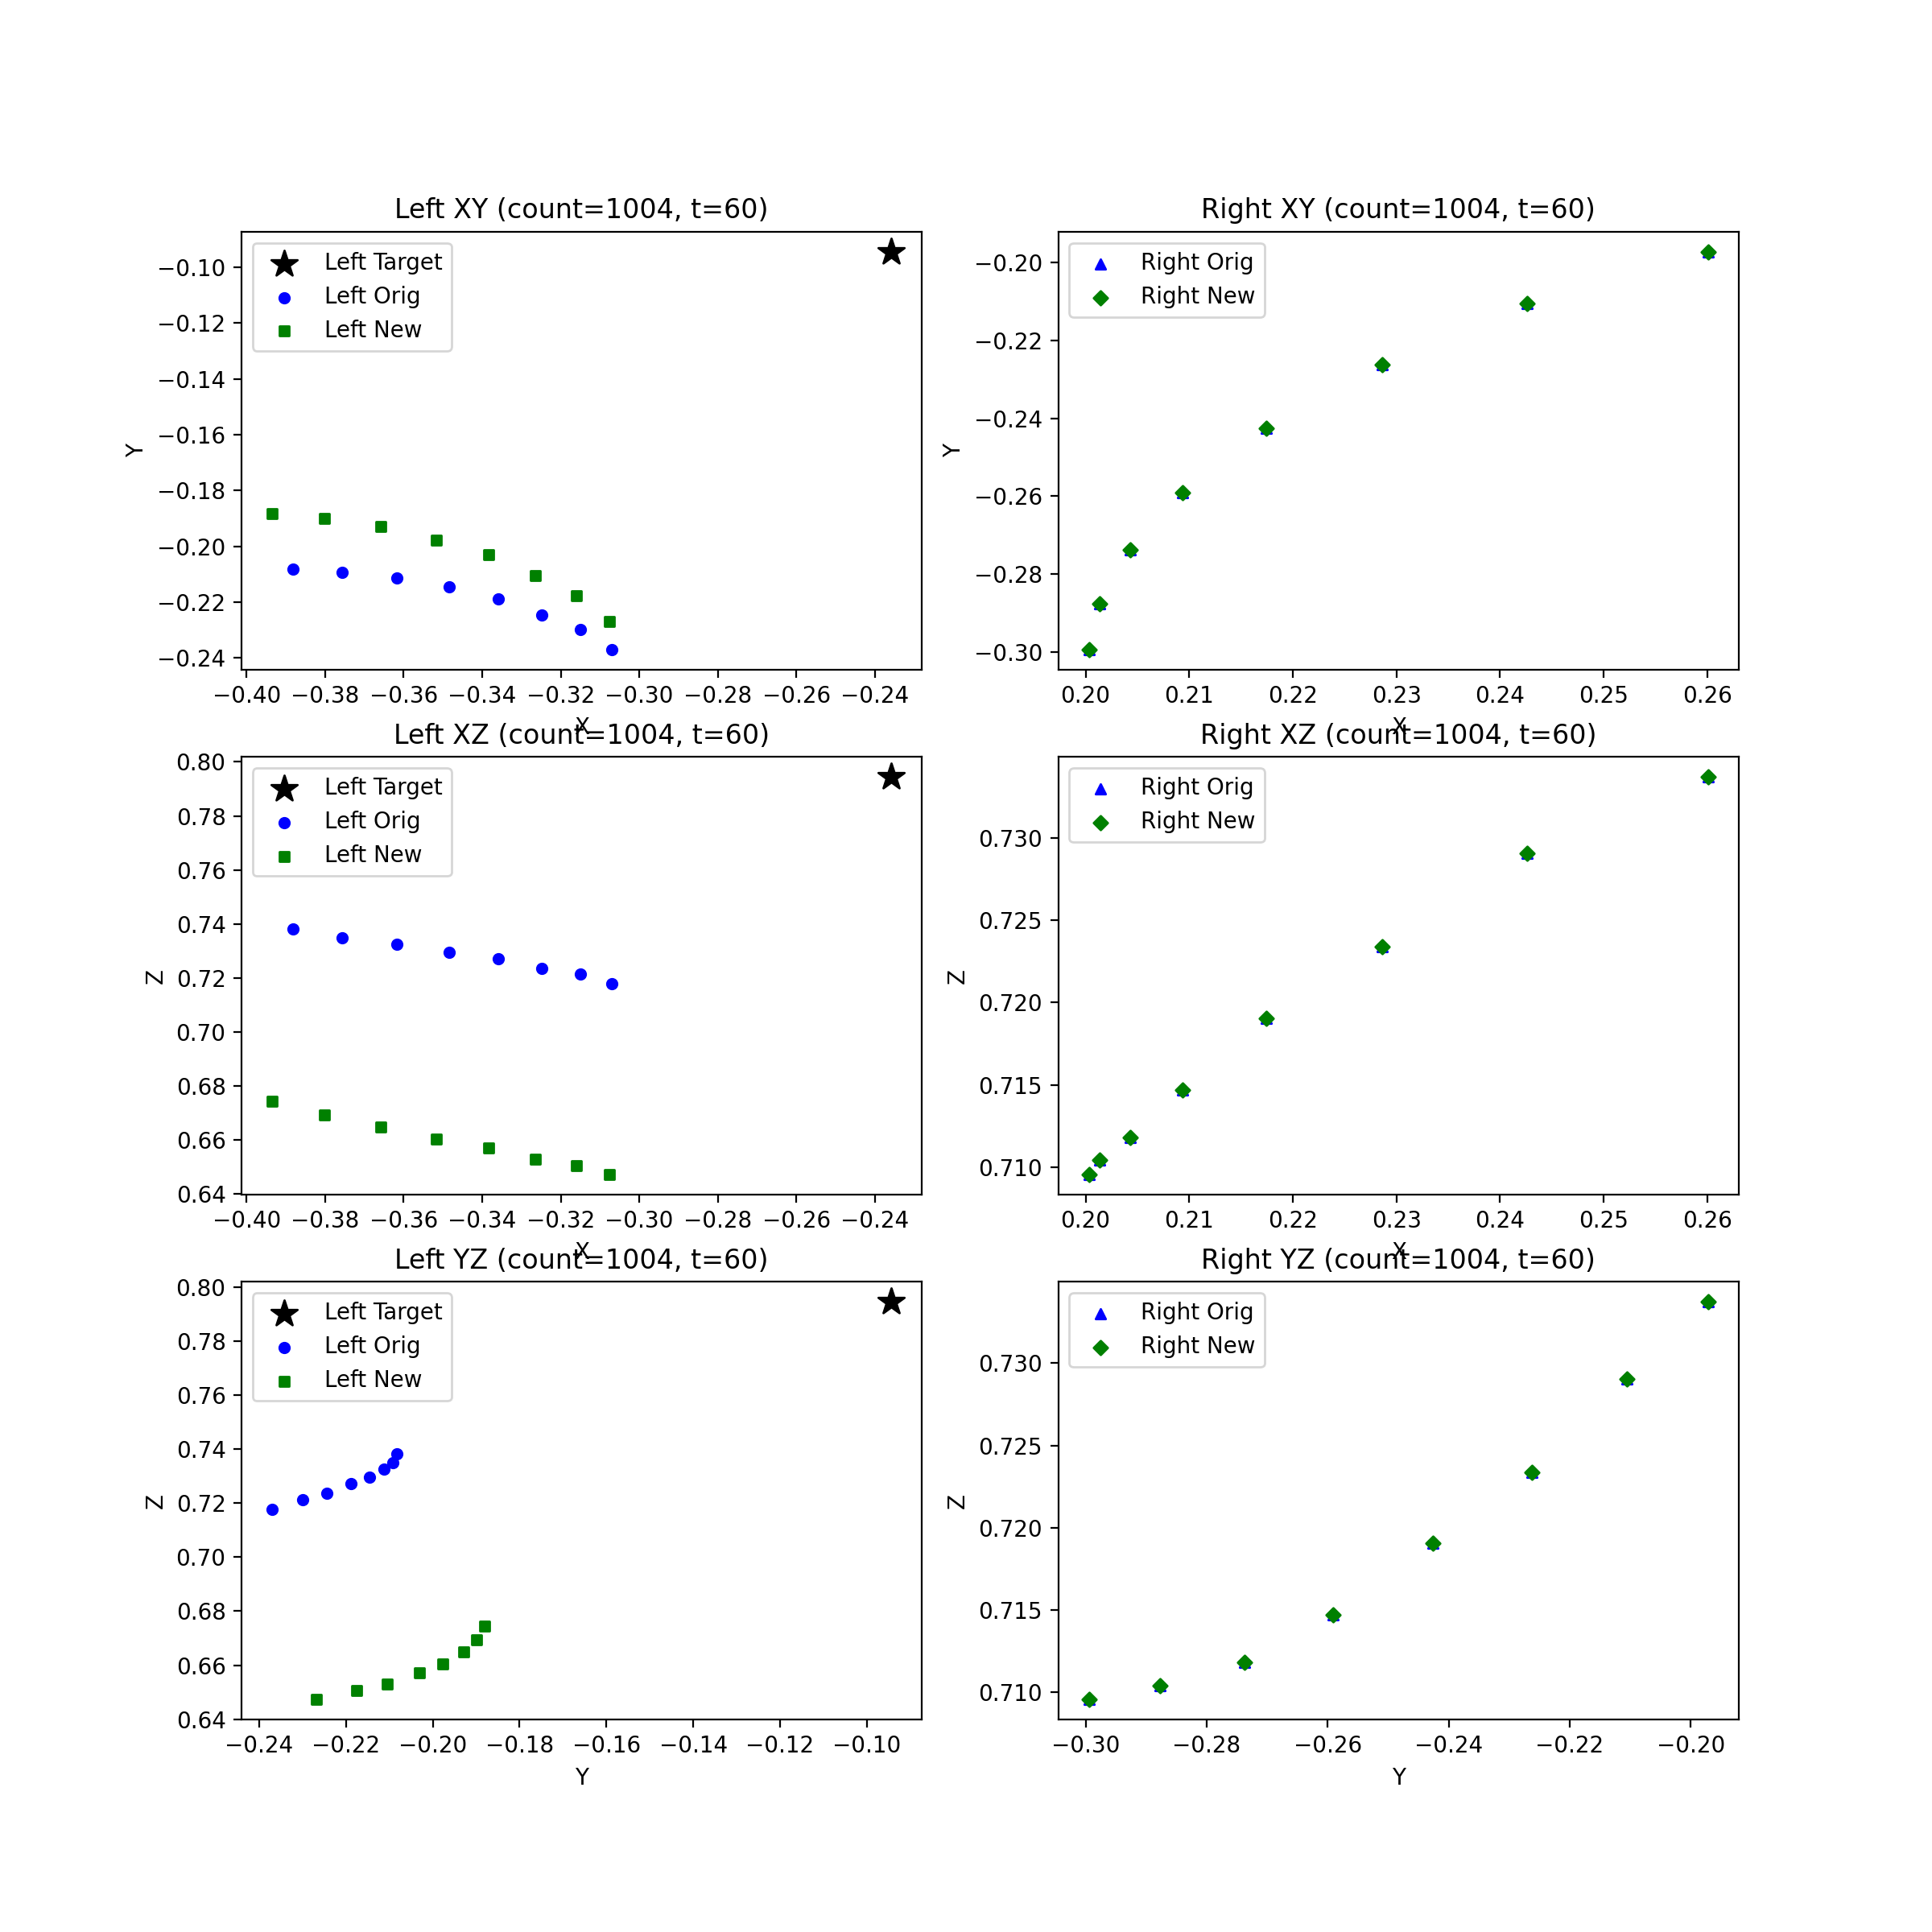 Left XY (count=1004, t=60)
Left Target
Left Orig
Left New
−0.10
−0.12
−0.14
−0.16
−0.18
−0.20
−0.22
−0.24
Y
−0.40 −0.38 −0.36 −0.34 −0.32 −0.30 −0.28 −0.26 −0.24
X
Right XY (count=1004, t=60)
Right Orig
Right New
−0.20
−0.22
−0.24
−0.26
−0.28
−0.30
Y
0.20 0.21 0.22 0.23 0.24 0.25 0.26
X
Left XZ (count=1004, t=60)
Left Target
Left Orig
Left New
0.80
0.78
0.76
0.74
0.72
0.70
0.68
0.66
0.64
Z
−0.40 −0.38 −0.36 −0.34 −0.32 −0.30 −0.28 −0.26 −0.24
X
Right XZ (count=1004, t=60)
Right Orig
Right New
0.730
0.725
0.720
0.715
0.710
Z
0.20 0.21 0.22 0.23 0.24 0.25 0.26
X
Left YZ (count=1004, t=60)
Left Target
Left Orig
Left New
0.80
0.78
0.76
0.74
0.72
0.70
0.68
0.66
0.64
Z
−0.24 −0.22 −0.20 −0.18 −0.16 −0.14 −0.12 −0.10
Y
Right YZ (count=1004, t=60)
Right Orig
Right New
0.730
0.725
0.720
0.715
0.710
Z
−0.30 −0.28 −0.26 −0.24 −0.22 −0.20
Y